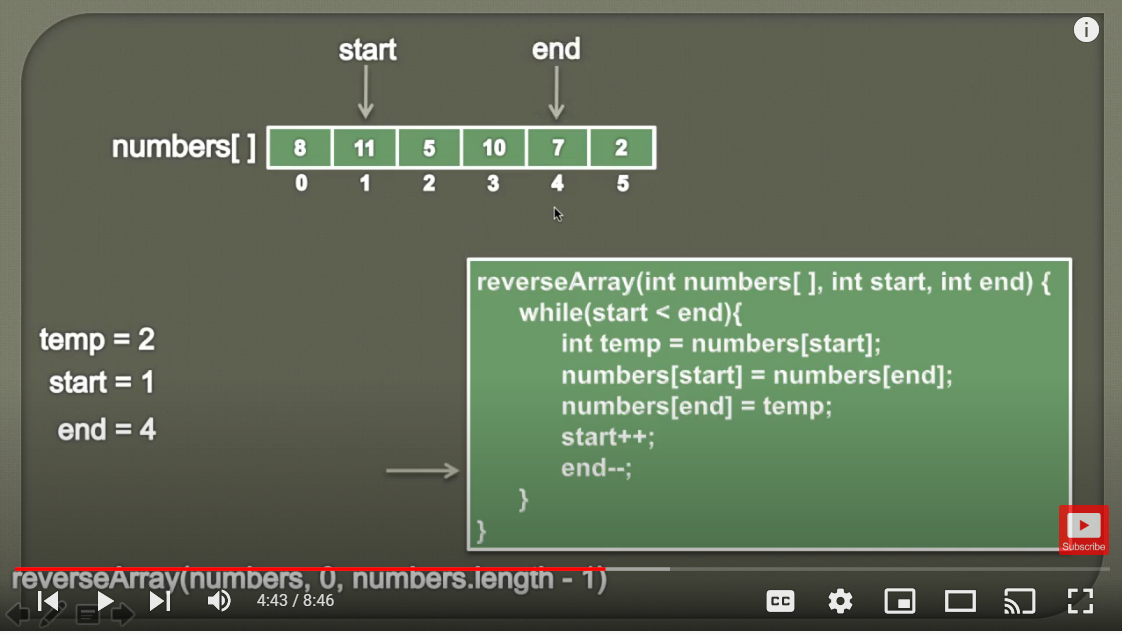 start end
numbers[ ] 8 11 5 10 7 2
0 1 2 3 4 5
reverseArray(int numbers[ ], int start, int end) {
while(start < end){
temp = 2
int temp = numbers[start];
start = 1
numbers[start] = numbers[end];
numbers[end] = temp;
end = 4
start++;
end--;
}
}
Subscribe
reverseArray(numbers, 0, numbers.length - 1)
4:43 / 8:46
CC